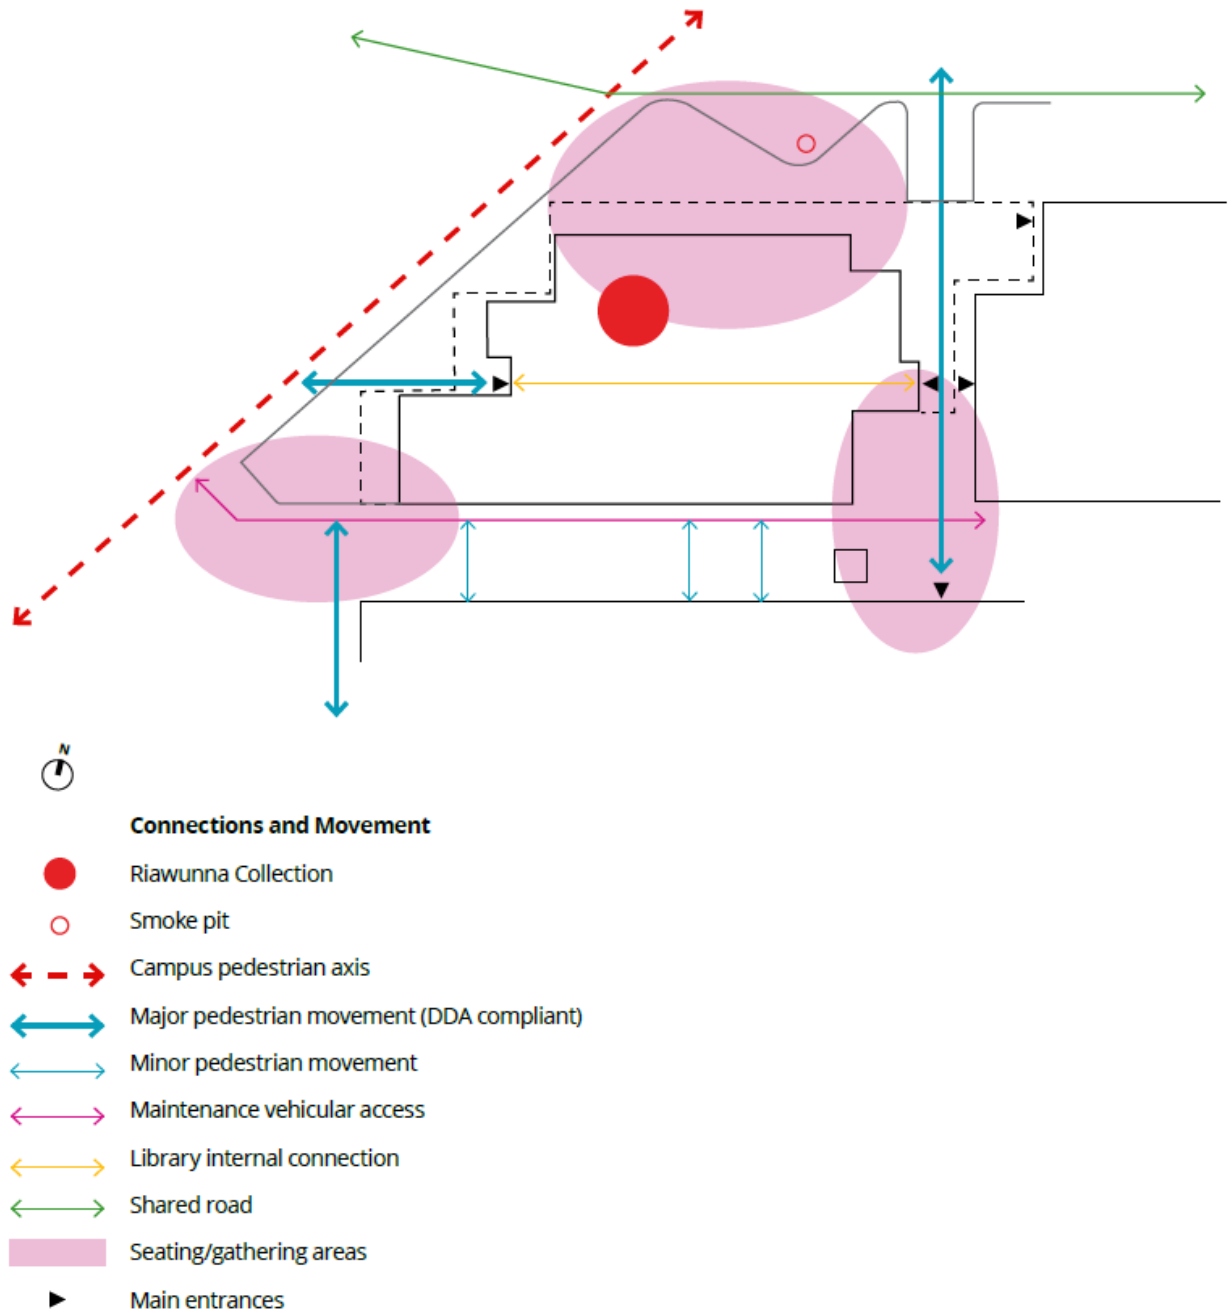 N
Connections and Movement
Riawunna Collection
Smoke pit
Campus pedestrian axis
Major pedestrian movement (DDA compliant)
Minor pedestrian movement
Maintenance vehicular access
Library internal connection
Shared road
Seating/gathering areas
Main entrances